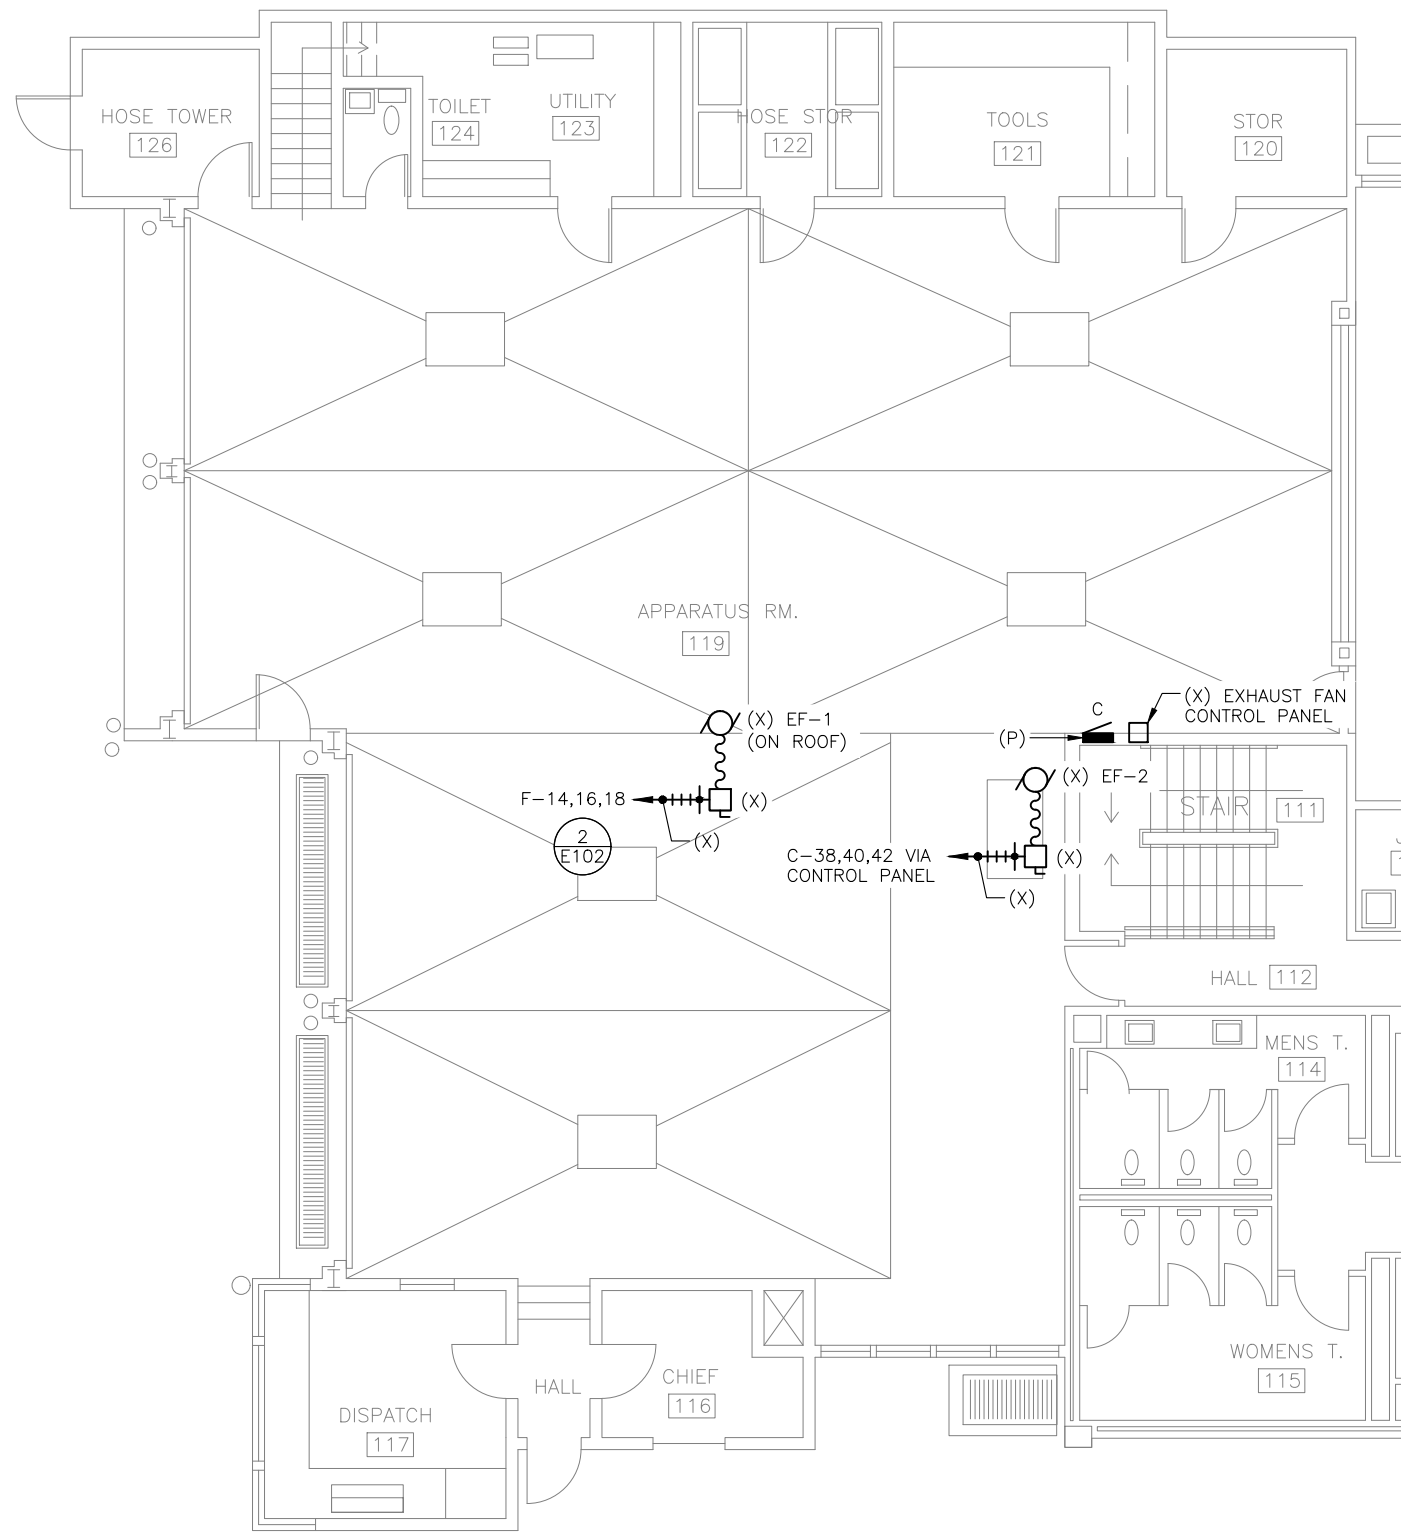 HOSE TOWER
126
TOILET
124
UTILITY
123
HOSE STOR
122
TOOLS
121
STOR
120
APPARATUS RM.
119
(X) EF-1
(ON ROOF)
F-14,16,18
(X)
(X)
2
E102
C
(P)
(X) EXHAUST FAN
CONTROL PANEL
(X) EF-2
STAIR
111
C-38,40,42 VIA
CONTROL PANEL
(X)
(X)
HALL
112
MENS T.
114
WOMENS T.
115
CHIEF
116
HALL
DISPATCH
117